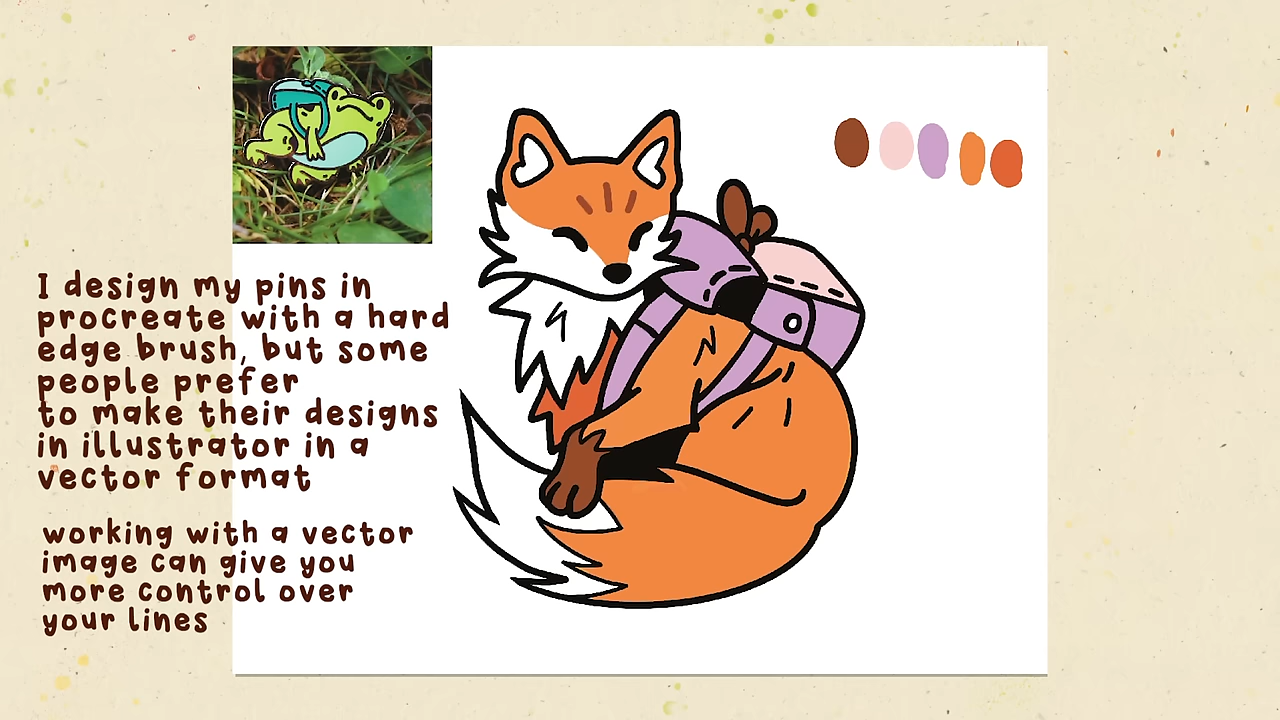 I design my pins in
procreate with a hard
edge brush, but some
people prefer
to make their designs
in illustrator in a
vector format
working with a vector
image can give you
more control over
your lines